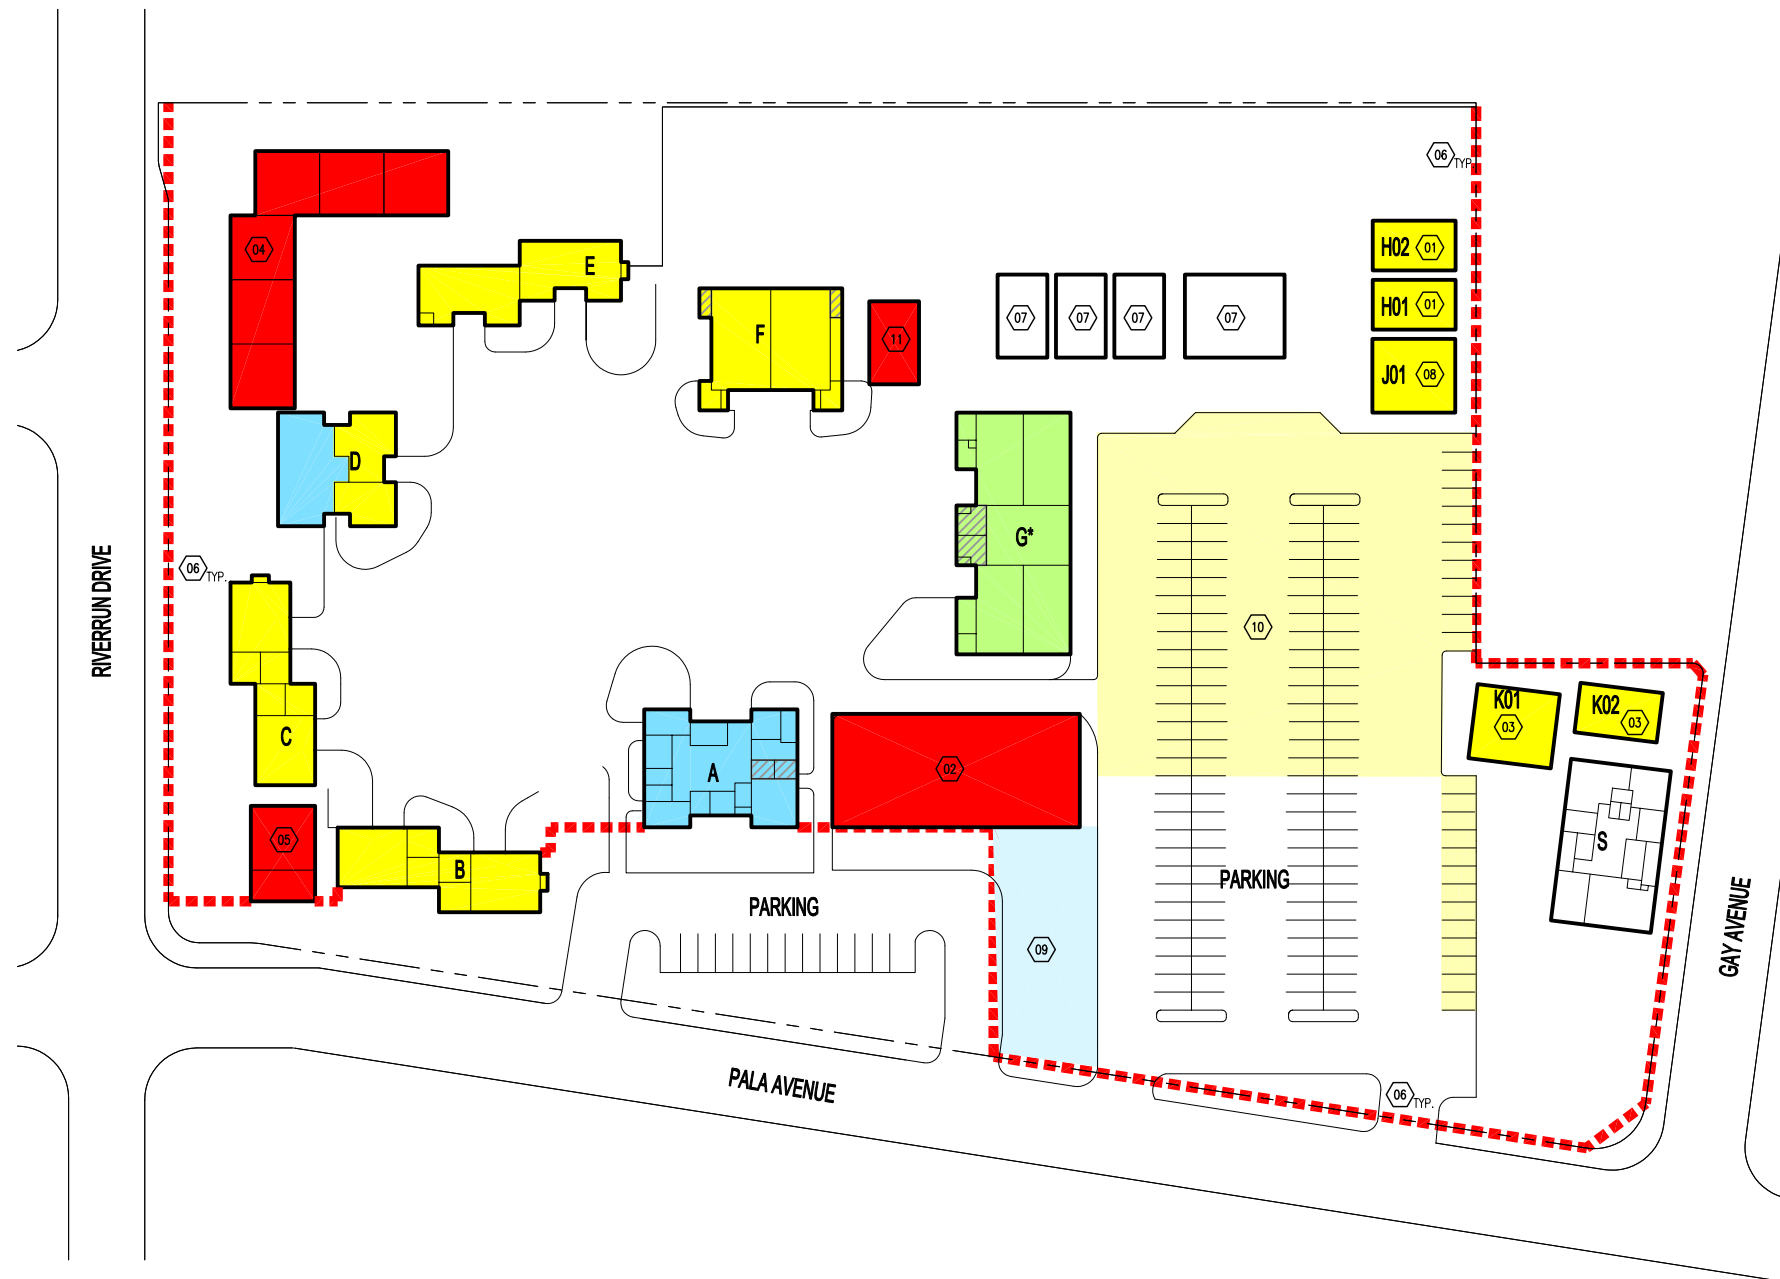 06 TYP.
H02 01
04
E
H01 01
07
07
07
07
F
11
J01 08
D
G*
RIVERRUN DRIVE
06 TYP.
10
K01
03
K02
03
C
A
02
05
S
B
PARKING
PARKING
GAY AVENUE
09
PALA AVENUE
06 TYP.